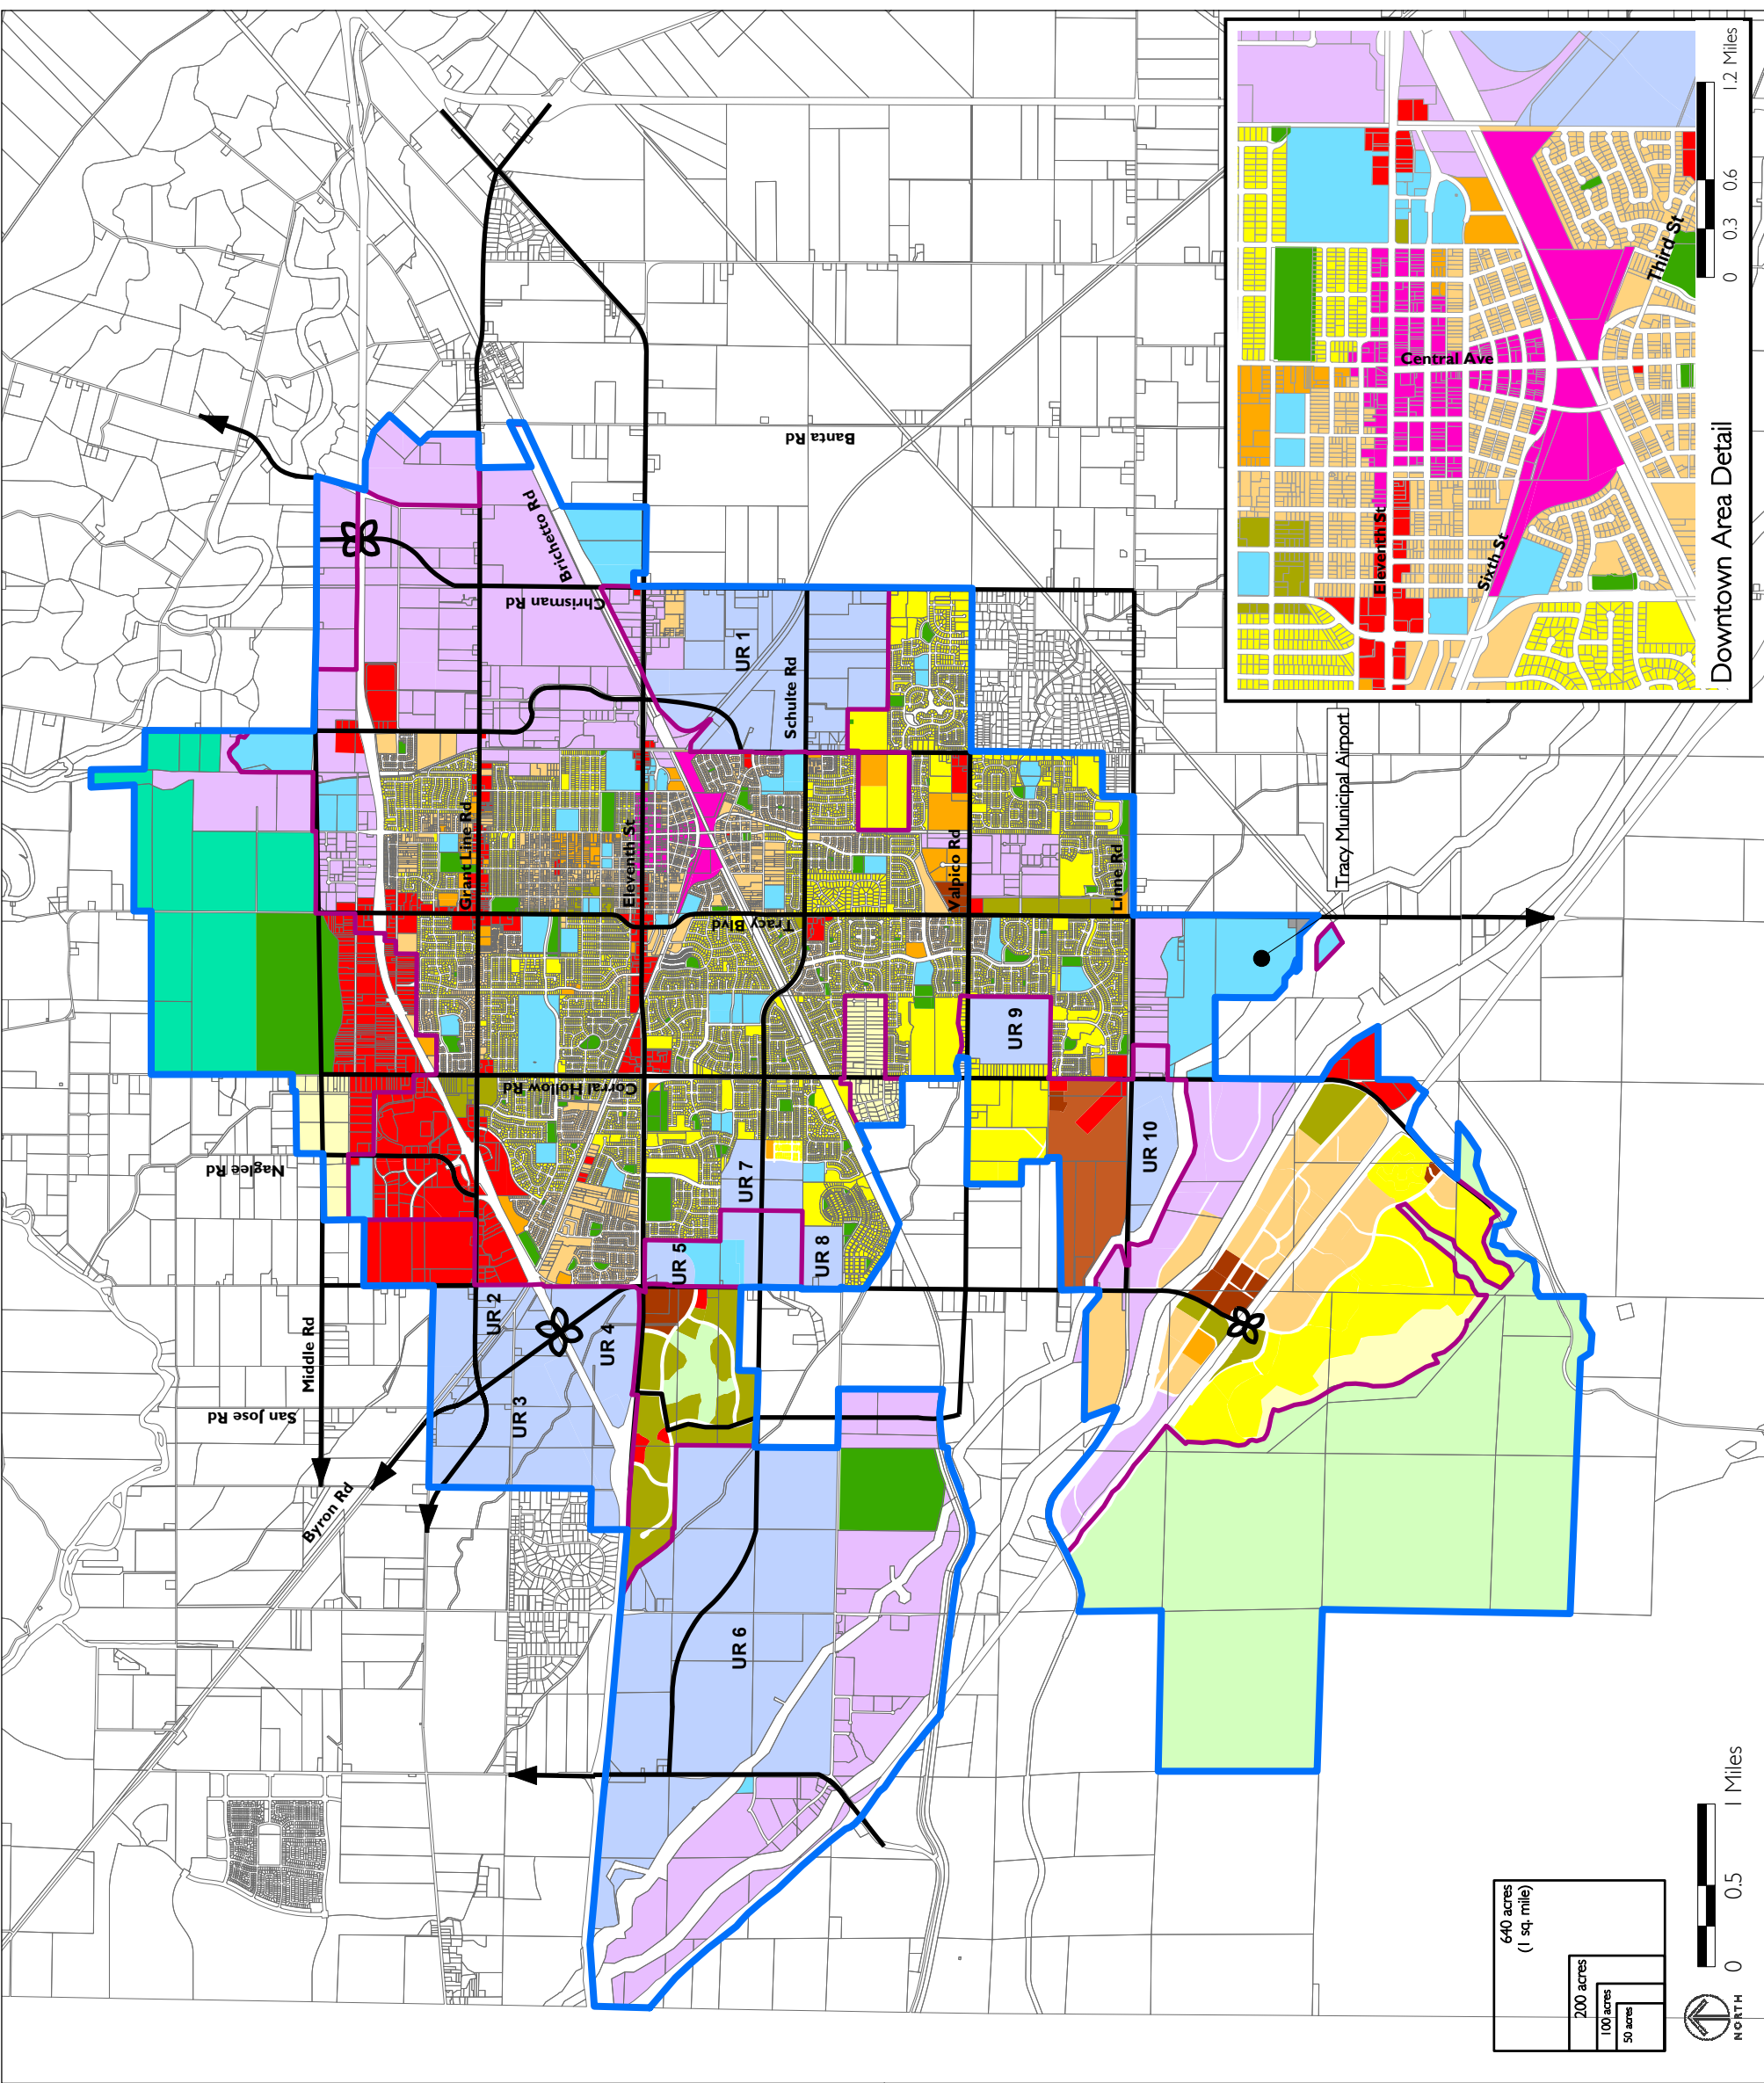 Banta Rd
Brichetto Rd
Chrisman Rd
UR 1
Schulte Rd
Grant Line Rd
Eleventh St
Valpico Rd
Linne Rd
Tracy Blvd
Tracy Municipal Airport
UR 9
Corral Hollow Rd
Naglee Rd
UR 7
UR 10
UR 5
UR 8
UR 2
UR 4
Middle Rd
San Jose Rd
UR 3
Byron Rd
UR 6
Central Ave
Eleventh St
Sixth St
Third St
Downtown Area Detail
0 0.3 0.6 1.2 Miles
640 acres
(1 sq. mile)
200 acres
100 acres
50 acres
NORTH
0 0.5 1 Miles